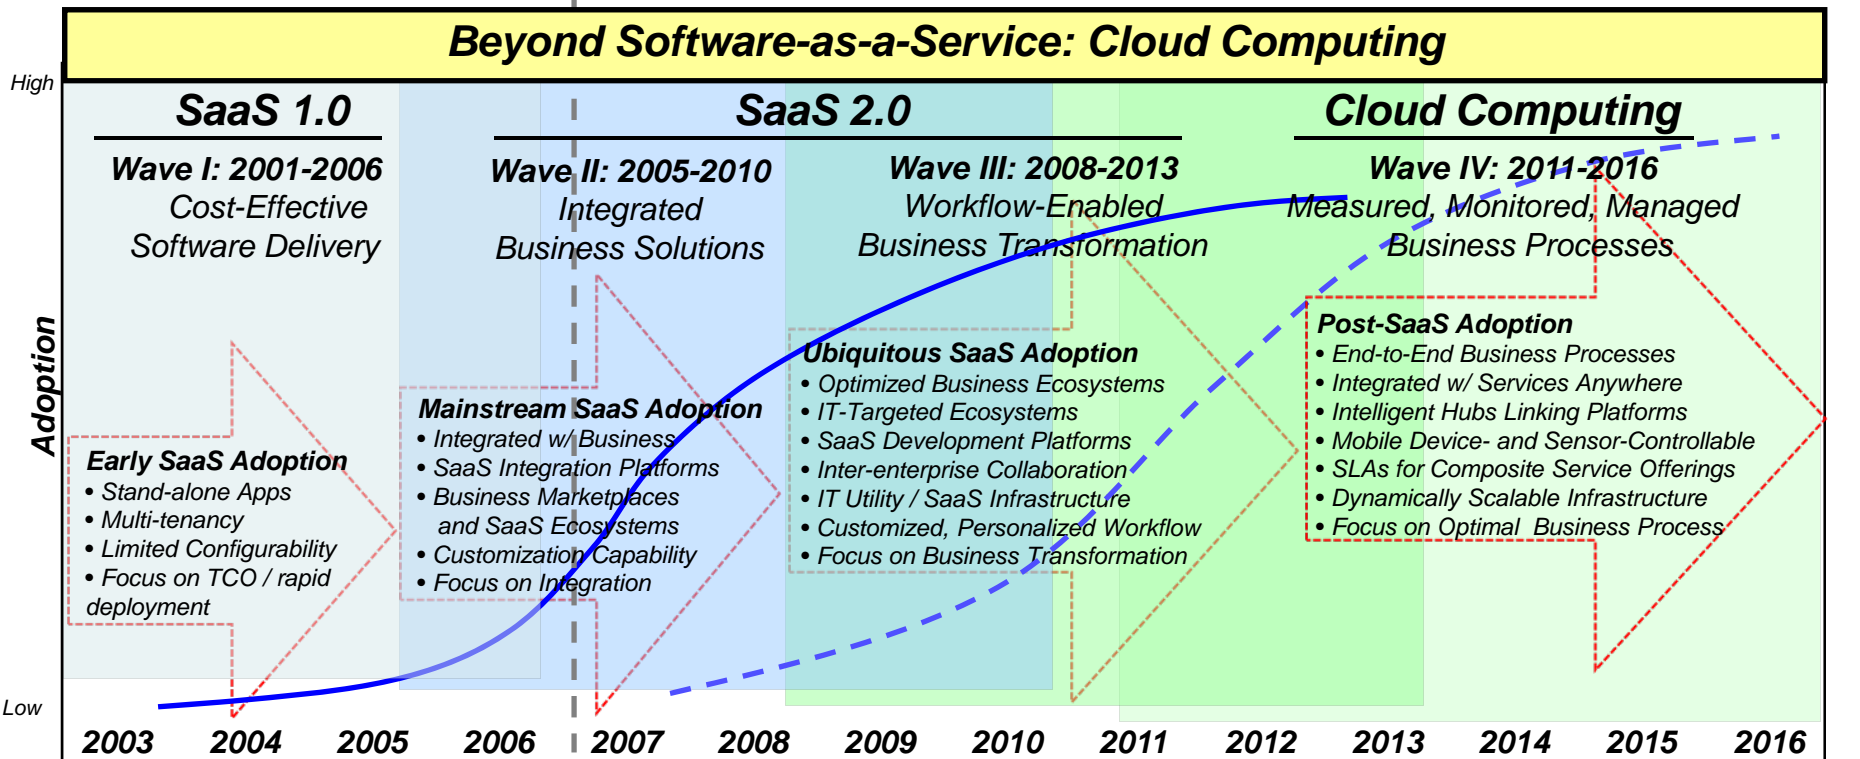 Beyond Software-as-a-Service: Cloud Computing
High
Adoption
Low
SaaS 1.0
Wave I: 2001-2006
Cost-Effective
Software Delivery
Early SaaS Adoption
• Stand-alone Apps
• Multi-tenancy
• Limited Configurability
• Focus on TCO / rapid
deployment
SaaS 2.0
Wave II: 2005-2010
Integrated
Business Solutions
Mainstream SaaS Adoption
• Integrated w/ Business
• SaaS Integration Platforms
• Business Marketplaces
and SaaS Ecosystems
• Customization Capability
• Focus on Integration
Wave III: 2008-2013
Workflow-Enabled
Business Transformation
Ubiquitous SaaS Adoption
• Optimized Business Ecosystems
• IT-Targeted Ecosystems
• SaaS Development Platforms
• Inter-enterprise Collaboration
• IT Utility / SaaS Infrastructure
• Customized, Personalized Workflow
• Focus on Business Transformation
Cloud Computing
Wave IV: 2011-2016
Measured, Monitored, Managed
Business Processes
Post-SaaS Adoption
• End-to-End Business Processes
• Integrated w/ Services Anywhere
• Intelligent Hubs Linking Platforms
• Mobile Device- and Sensor-Controllable
• SLAs for Composite Service Offerings
• Dynamically Scalable Infrastructure
• Focus on Optimal Business Process
2003 2004 2005 2006 2007 2008 2009 2010 2011 2012 2013 2014 2015 2016